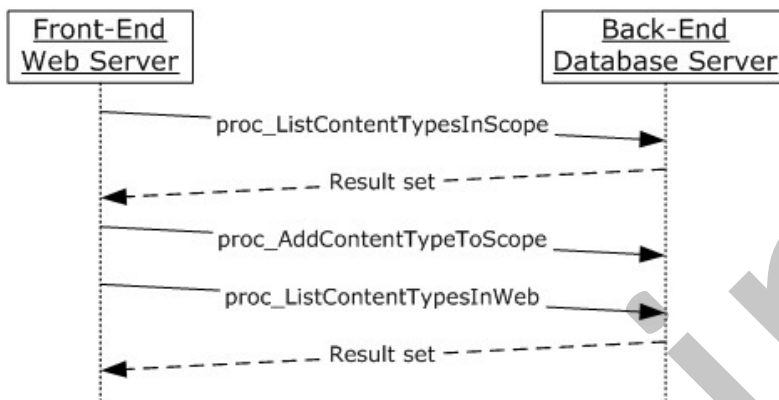 Front-End
Web Server
Back-End
Database Server
proc_ListContentTypesInScope
Result set
proc_AddContentTypeToScope
proc_ListContentTypesInWeb
Result set